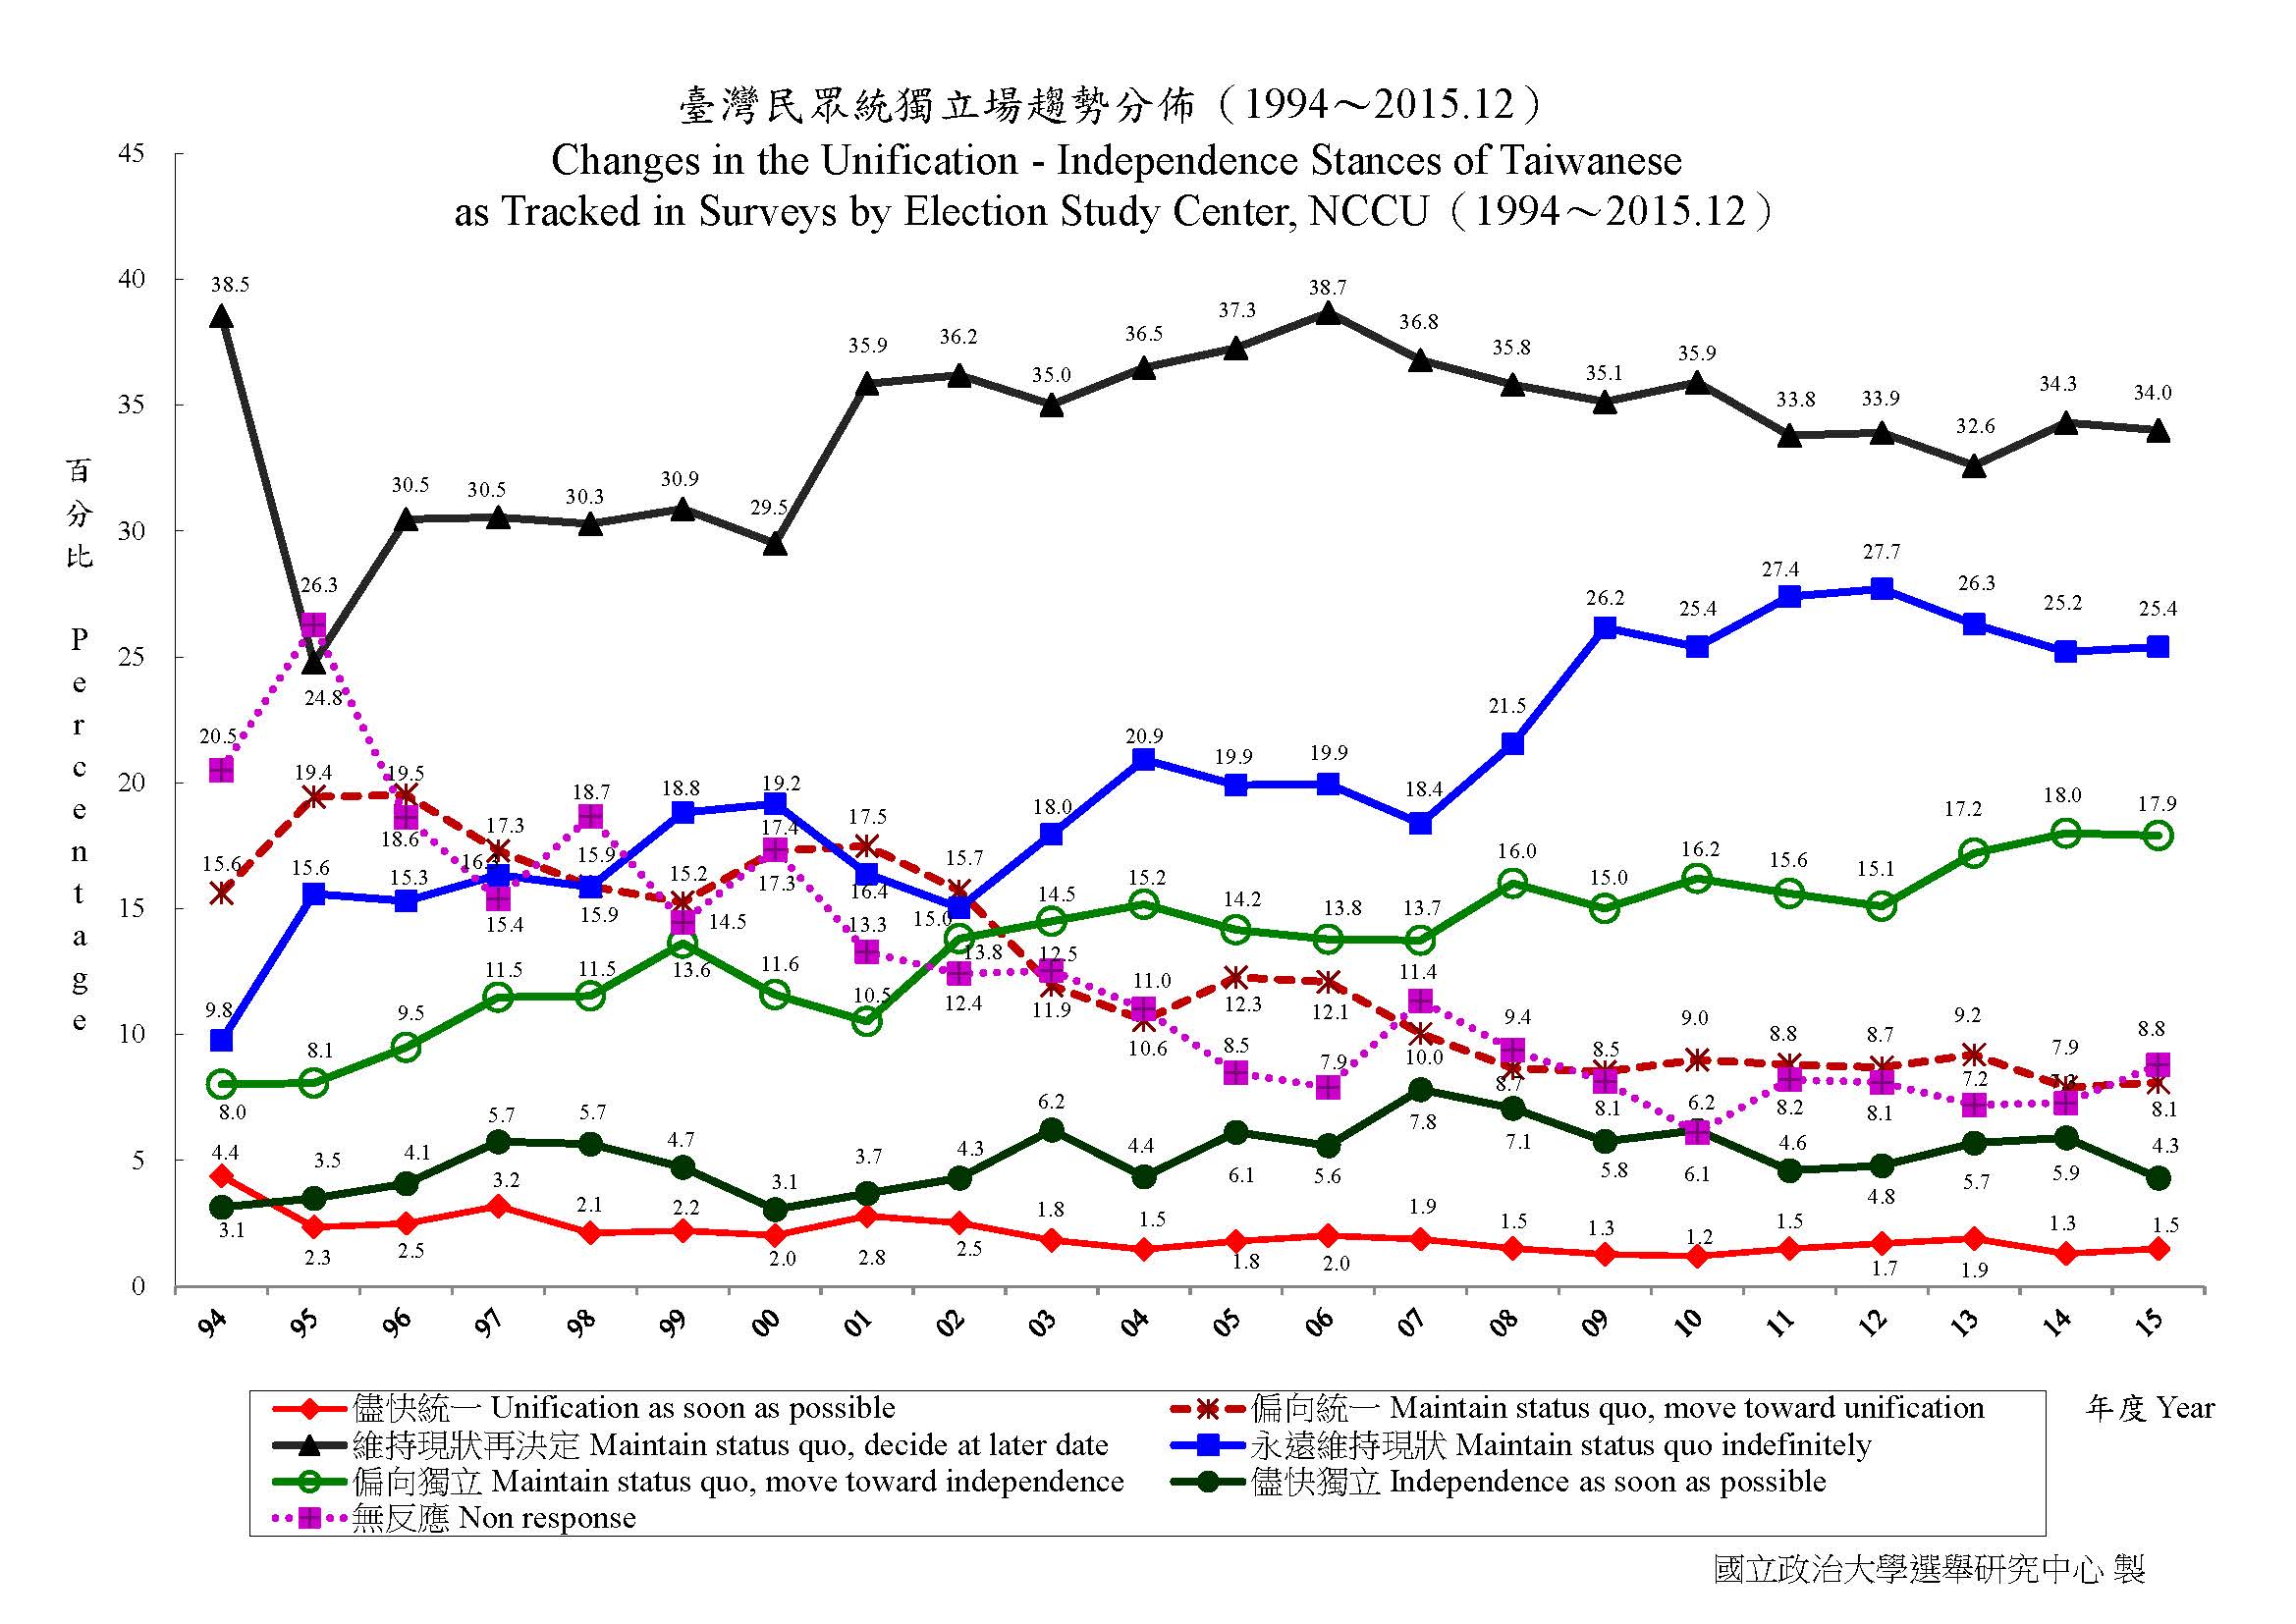 臺灣民眾統獨立場趨勢分佈（1994～2015.12）
Changes in the Unification - Independence Stances of Taiwanese
as Tracked in Surveys by Election Study Center, NCCU（1994～2015.12）
百分比 Percentage
45
40
35
30
25
20
15
10
5
0
38.5 24.8 30.5 30.5 30.3 30.9 29.5 35.9 36.2 35.0 36.5 37.3 38.7 36.8 35.8 35.1 35.9 33.8 33.9 32.6 34.3 34.0
9.8 15.6 15.3 16.3 15.9 18.8 19.2 16.4 15.0 18.0 20.9 19.9 19.9 18.4 21.5 26.2 25.4 27.4 27.7 26.3 25.2 25.4
20.5 26.3 18.6 15.4 18.7 14.5 17.3 13.3 12.4 12.5 11.0 8.5 7.9 11.4 9.4 8.1 6.1 8.2 8.1 7.2 7.3 8.8
15.6 19.4 19.5 17.3 15.9 15.2 17.4 17.5 15.7 11.9 10.6 12.3 12.1 10.0 8.7 8.5 9.0 8.8 8.7 9.2 7.9 8.1
8.0 8.1 9.5 11.5 11.5 13.6 11.6 10.5 13.8 14.5 15.2 14.2 13.8 13.7 16.0 15.0 16.2 15.6 15.1 17.2 18.0 17.9
3.1 3.5 4.1 5.7 5.7 4.7 3.1 3.7 4.3 6.2 4.4 6.1 5.6 7.8 7.1 5.8 6.2 4.6 4.8 5.7 5.9 4.3
4.4 2.3 2.5 3.2 2.1 2.2 2.0 2.8 2.5 1.8 1.5 1.8 2.0 1.9 1.5 1.3 1.2 1.5 1.7 1.9 1.3 1.5
94 95 96 97 98 99 00 01 02 03 04 05 06 07 08 09 10 11 12 13 14 15
年度 Year
儘快統一 Unification as soon as possible
偏向統一 Maintain status quo, move toward unification
維持現狀再決定 Maintain status quo, decide at later date
永遠維持現狀 Maintain status quo indefinitely
偏向獨立 Maintain status quo, move toward independence
儘快獨立 Independence as soon as possible
無反應 Non response
國立政治大學選舉研究中心 製